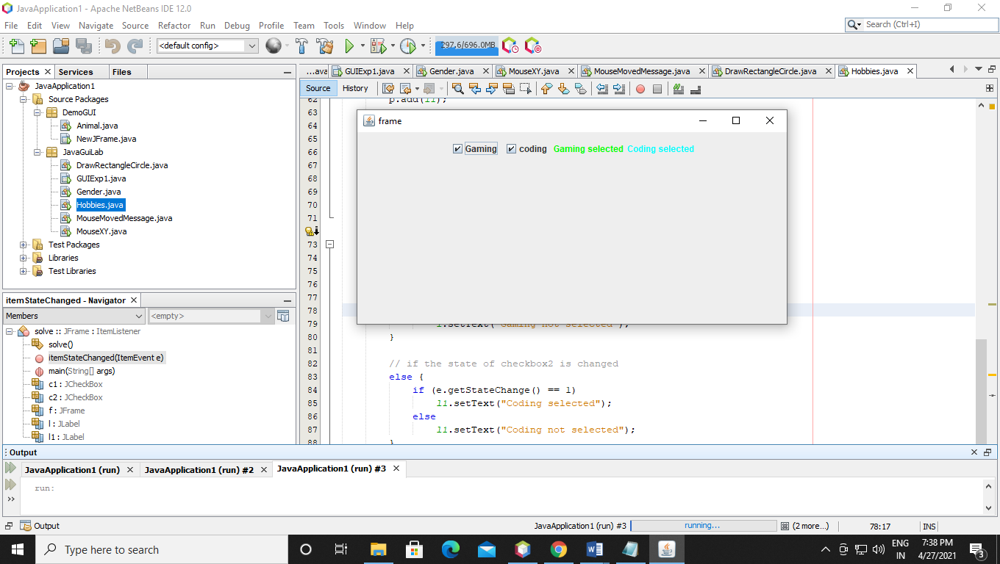 JavaApplication1 - Apache NetBeans IDE 12.0
File Edit View Navigate Source Refactor Run Debug Profile Team Tools Window Help
Search (Ctrl+I)
<default config>
297,6/696.0MB
Projects Services Files
JavaApplication1
Source Packages
DemoGUI
Animal.java
NewJFrame.java
JavaGuiLab
DrawRectangleCircle.java
GUIExp1.java
Gender.java
Hobbies.java
MouseMovedMessage.java
MouseXY.java
Test Packages
Libraries
Test Libraries
itemStateChanged - Navigator
Members
<empty>
solve :: JFrame : ItemListener
solve()
itemStateChanged(ItemEvent e)
main(String[] args)
c1 : JCheckBox
c2 : JCheckBox
f : JFrame
l : JLabel
l1 : JLabel
...ava GUIExp1.java Gender.java MouseXY.java MouseMovedMessage.java DrawRectangleCircle.java Hobbies.java
Source History
62 p.add(l1);
63
64
65
66
67
68
69
70
71
73
74
75
76
77
78
79 l.setText("Gaming not selected");
80 }
81
82 // if the state of checkbox2 is changed
83 else {
84 if (e.getStateChange() == 1)
85 l1.setText("Coding selected");
86 else
87 l1.setText("Coding not selected");
88 }
frame
Gaming coding Gaming selected Coding selected
Output
JavaApplication1 (run) JavaApplication1 (run) #2 JavaApplication1 (run) #3
run:
Output
JavaApplication1 (run) #3 running... (2 more...) 78:17 INS
Type here to search
ENG
IN
7:38 PM
4/27/2021
3